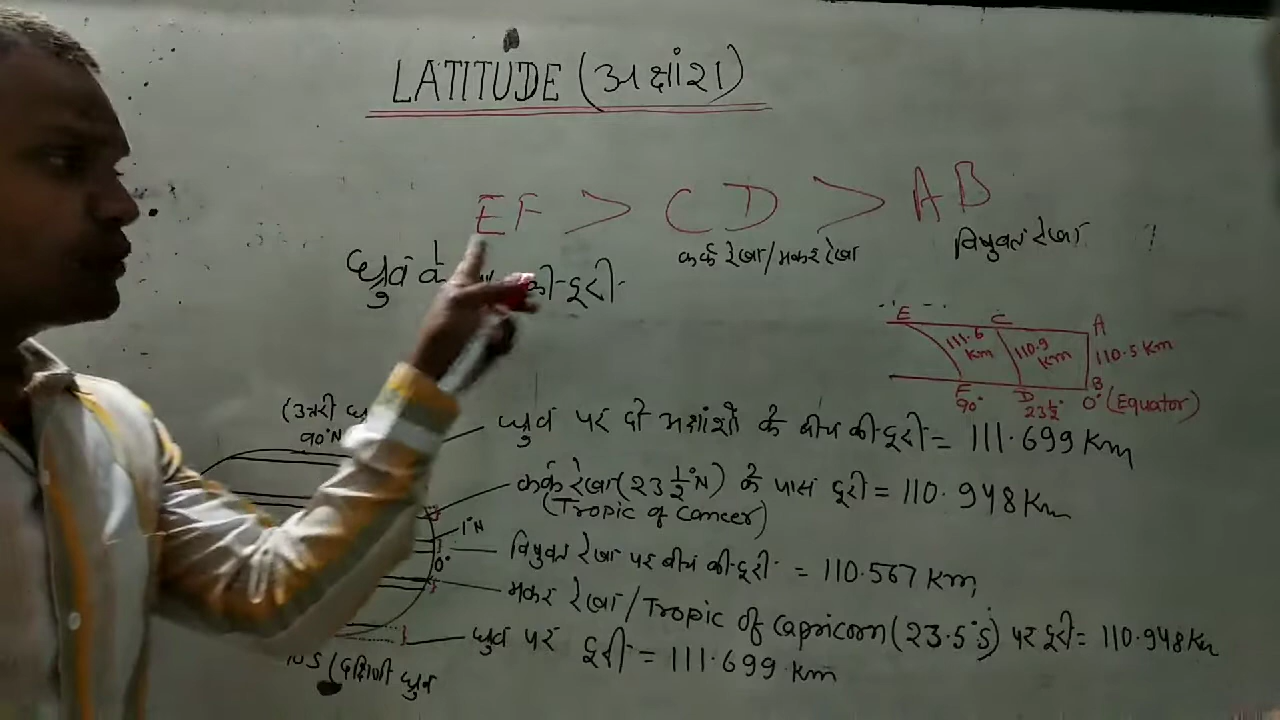 LATITUDE (अक्षांश)
EF > CD > AB
कर्क रेखा/मकर रेखा
विषुवत रेखा
ध्रुव के की दूरी
E C A
111.6 Km
110.9 Km
110.5 Km
F D B
90° 23½° 0° (Equator)
(उत्तरी
90°N
ध्रुव पर दो अक्षांशों के बीच की दूरी = 111.699 Km
कर्क रेखा (23½°N) के पास दूरी = 110.948 Km
(Tropic of Cancer)
1°N
0°
विषुवत रेखा पर बीच की दूरी = 110.567 Km
मकर रेखा/Tropic of Capricorn (23.5°S) पर दूरी = 110.948 Km
ध्रुव पर दूरी = 111.699 Km
(दक्षिणी ध्रुव